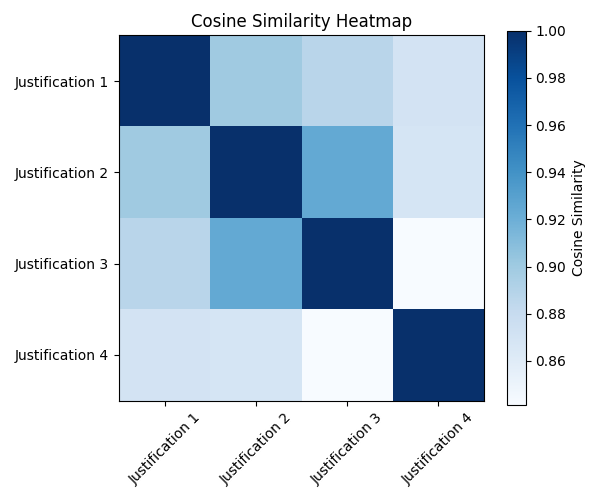 Cosine Similarity Heatmap
Justification 1
Justification 2
Justification 3
Justification 4
Justification 1
Justification 2
Justification 3
Justification 4
1.00
0.98
0.96
0.94
0.92
0.90
0.88
0.86
Cosine Similarity